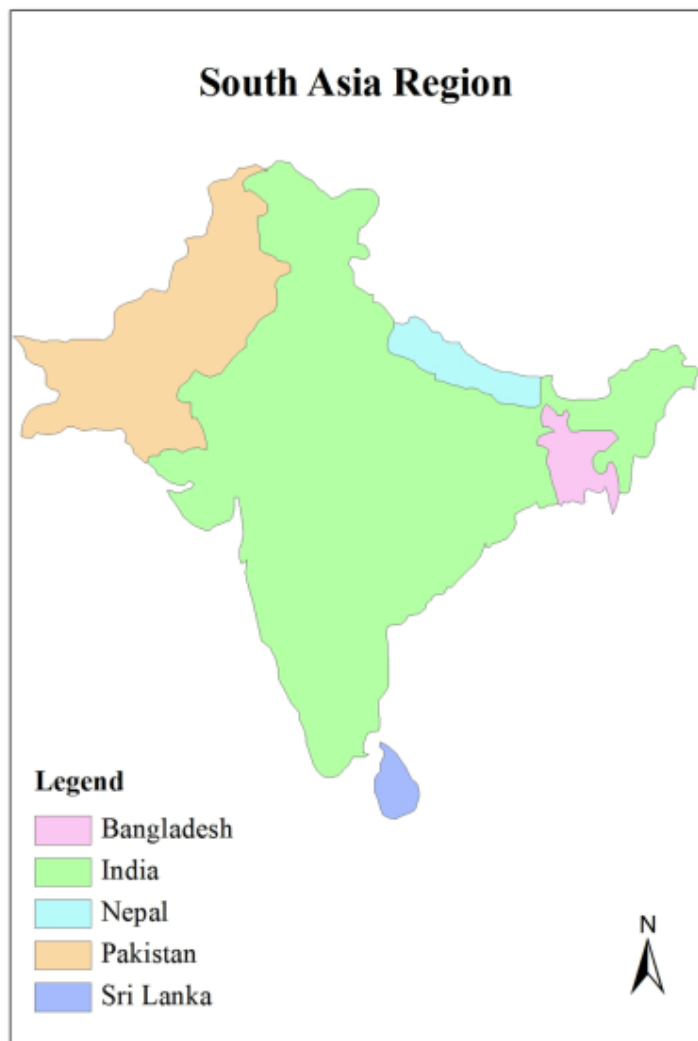 South Asia Region
Legend
Bangladesh
India
Nepal
Pakistan
Sri Lanka
N